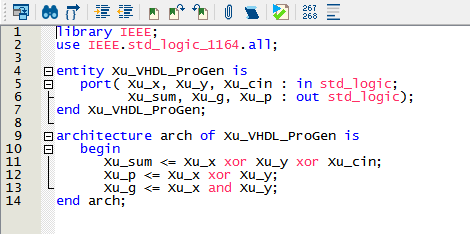 267
268
1 library IEEE;
2 use IEEE.std_logic_1164.all;
3
4 entity Xu_VHDL_ProGen is
5 port( Xu_x, Xu_y, Xu_cin : in std_logic;
6 Xu_sum, Xu_g, Xu_p : out std_logic);
7 end Xu_VHDL_ProGen;
8
9 architecture arch of Xu_VHDL_ProGen is
10 begin
11 Xu_sum <= Xu_x xor Xu_y xor Xu_cin;
12 Xu_p <= Xu_x xor Xu_y;
13 Xu_g <= Xu_x and Xu_y;
14 end arch;